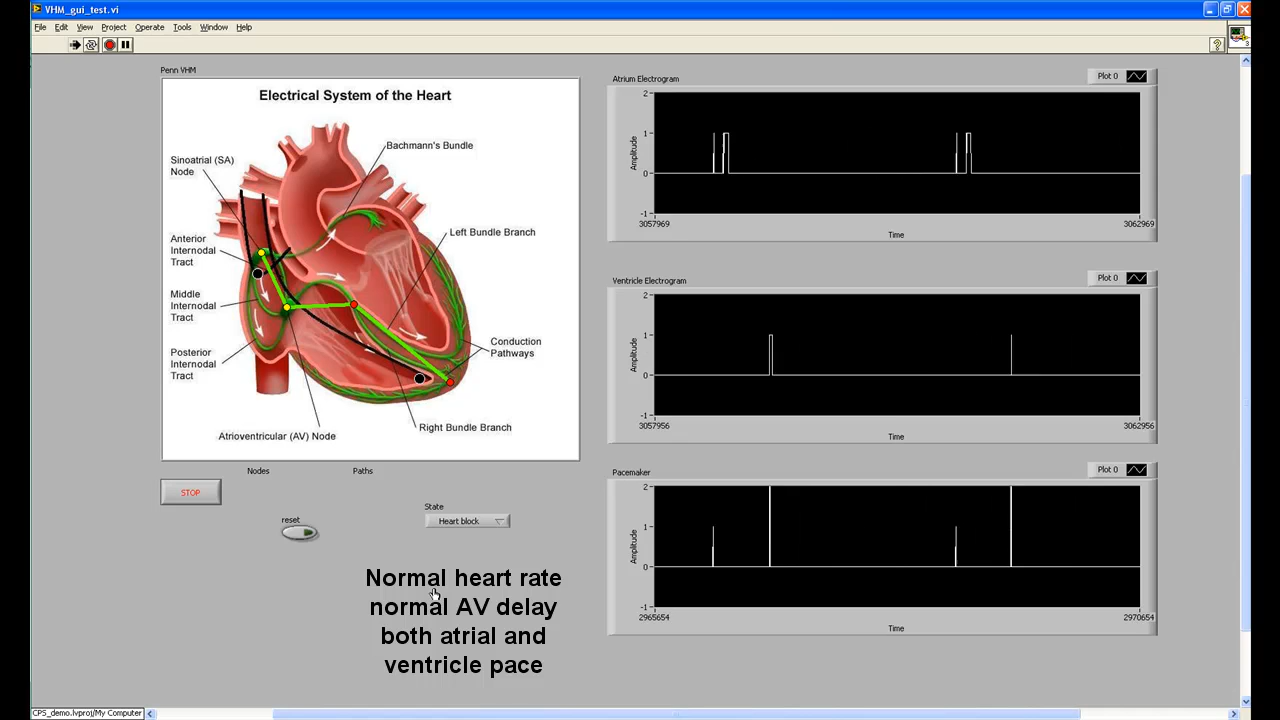 VHM_gui_test.vi
File Edit View Project Operate Tools Window Help
?
3
Penn VHM
Electrical System of the Heart
Bachmann's Bundle
Sinoatrial (SA)
Node
Left Bundle Branch
Anterior
Internodal
Tract
Middle
Internodal
Tract
Posterior
Internodal
Tract
Conduction
Pathways
Right Bundle Branch
Atrioventricular (AV) Node
Nodes Paths
STOP
reset
State
Heart block
Normal heart rate
normal AV delay
both atrial and
ventricle pace
Atrium Electrogram
Plot 0
Amplitude
2
1
0
-1
3057969 3062969
Time
Ventricle Electrogram
Plot 0
Amplitude
2
1
0
-1
3057956 3062956
Time
Pacemaker
Plot 0
Amplitude
2
1
0
-1
2965654 2970654
Time
CPS_demo.lvproj/My Computer